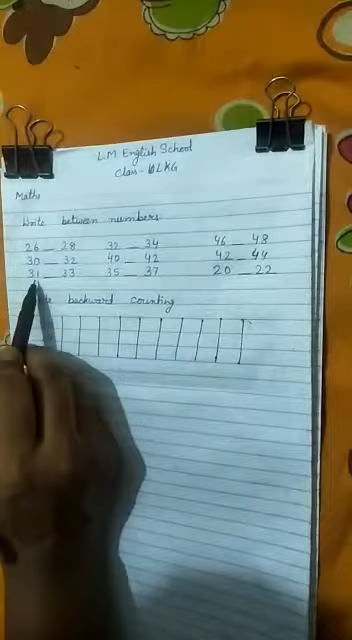 L.M. English School
Class - LKG
Maths
Write between numbers
26 _ 28 32 _ 34 46 _ 48
30 _ 32 40 _ 42 42 _ 44
31 _ 33 35 _ 37 20 _ 22
backward counting